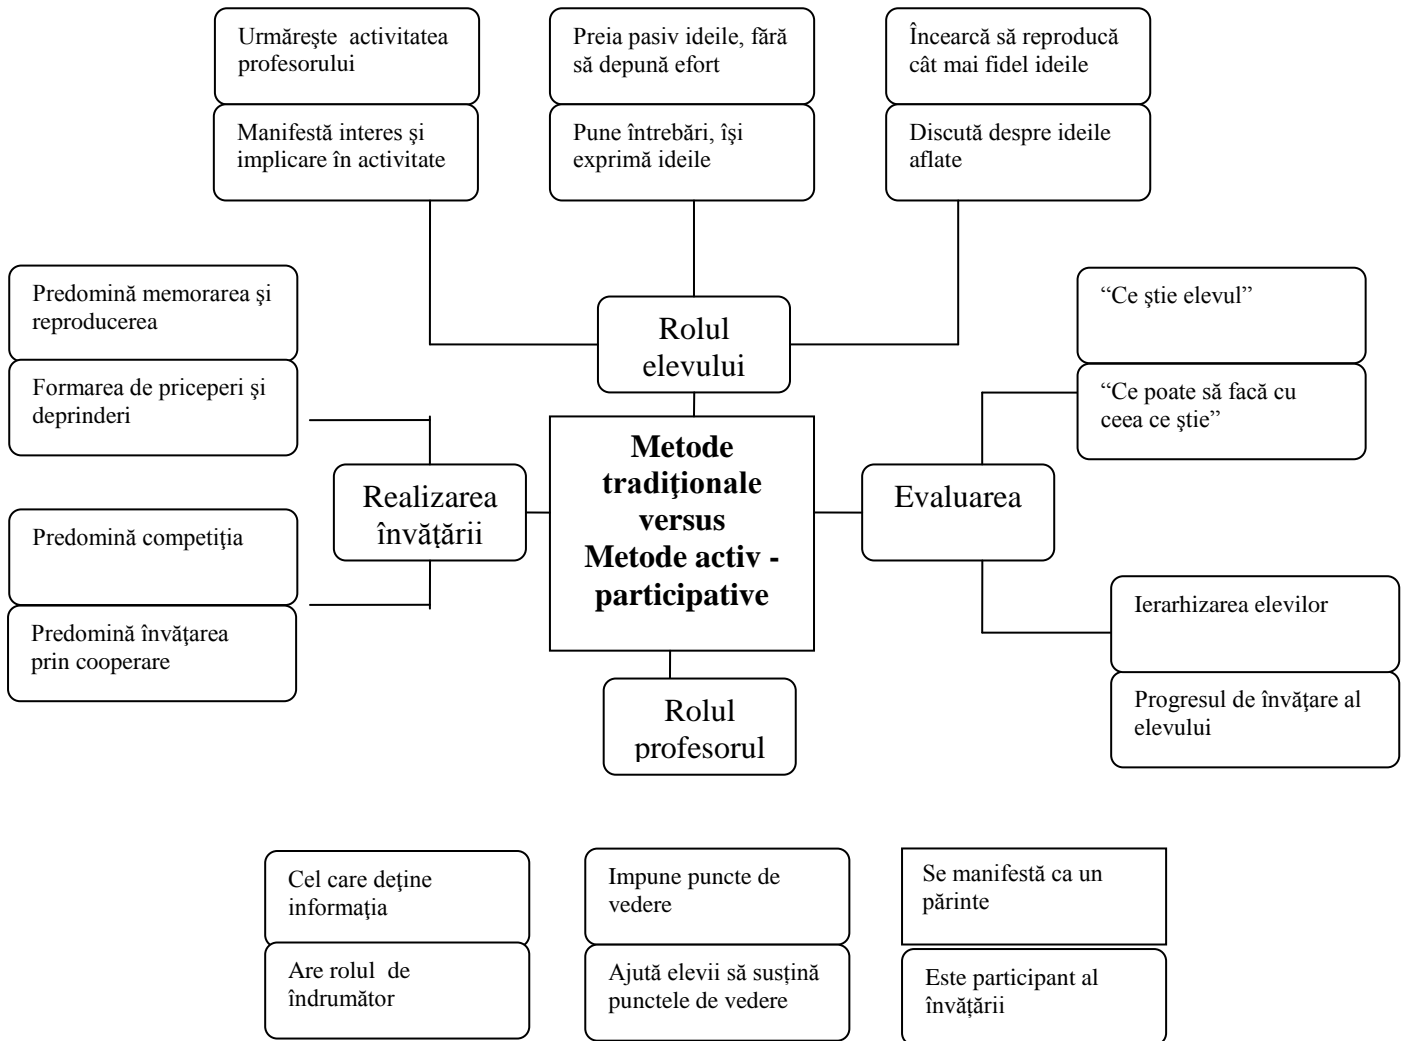 Urmăreşte activitatea
profesorului
Preia pasiv ideile, fără
să depună efort
Încearcă să reproducă
cât mai fidel ideile
Manifestă interes şi
implicare în activitate
Pune întrebări, îşi
exprimă ideile
Discută despre ideile
aflate
Predomină memorarea şi
reproducerea
Formarea de priceperi şi
deprinderi
Rolul
elevului
“Ce ştie elevul”
“Ce poate să facă cu
ceea ce ştie”
Predomină competiţia
Predomină învăţarea
prin cooperare
Realizarea
învăţării
Metode
tradiţionale
versus
Metode activ -
participative
Evaluarea
Ierarhizarea elevilor
Progresul de învăţare al
elevului
Rolul
profesorul
Cel care deţine
informaţia
Impune puncte de
vedere
Se manifestă ca un
părinte
Are rolul de
îndrumător
Ajută elevii să susțină
punctele de vedere
Este participant al
învățării